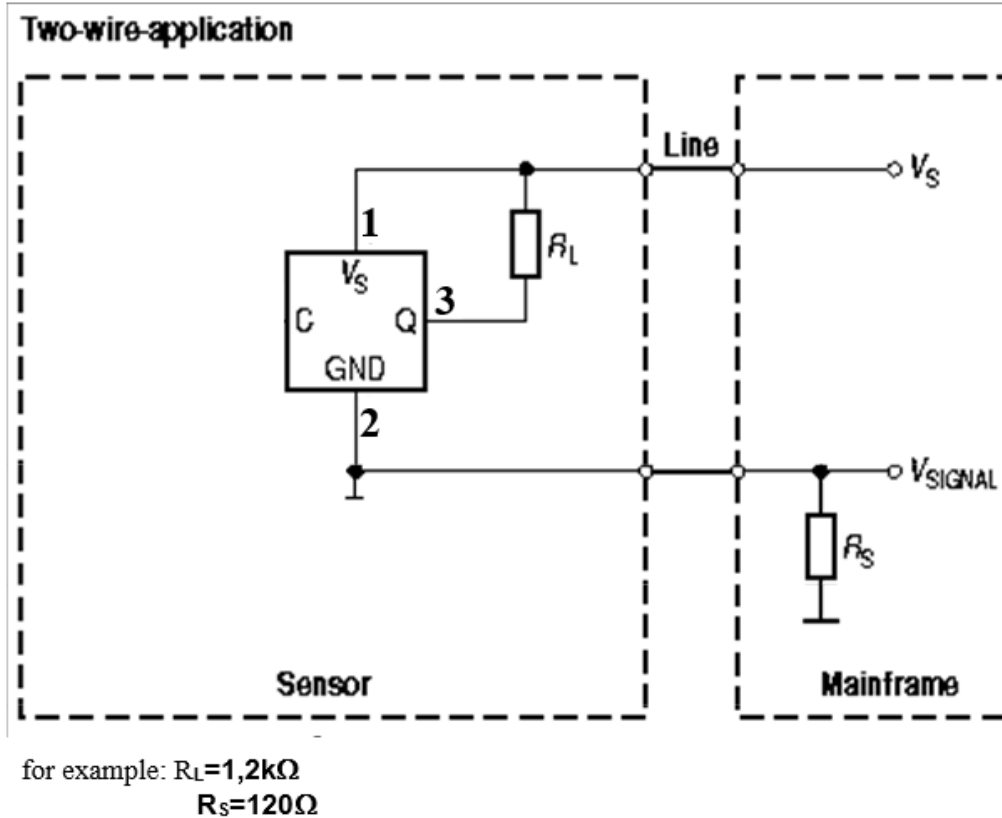 Two-wire-application
Line
V_S
1
R_L
V_S
3
C Q
GND
2
V_SIGNAL
R_S
Sensor
Mainframe
for example: R_L=1,2kΩ
R_S=120Ω